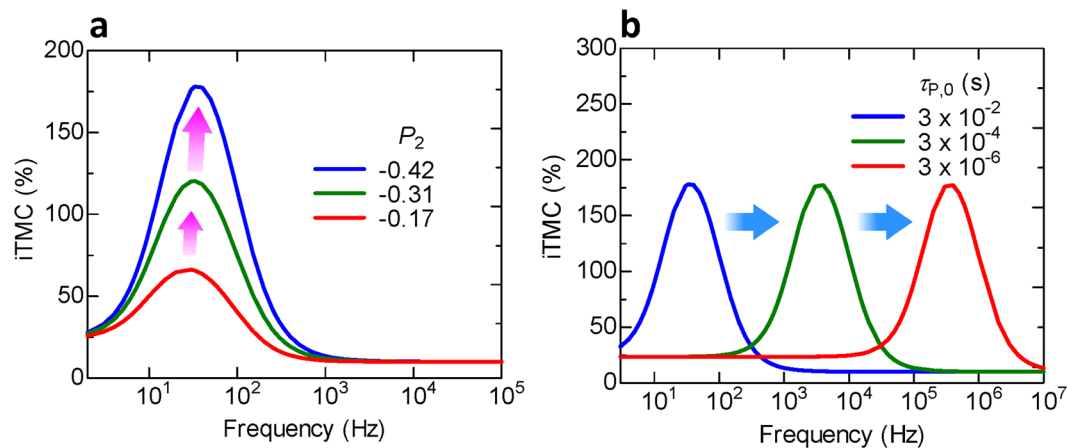 a
iTMC (%)
200
150
100
50
0
P2
-0.42
-0.31
-0.17
10^1 10^2 10^3 10^4 10^5
Frequency (Hz)
b
iTMC (%)
300
250
200
150
100
50
0
τP,0 (s)
3 x 10^-2
3 x 10^-4
3 x 10^-6
10^1 10^2 10^3 10^4 10^5 10^6 10^7
Frequency (Hz)